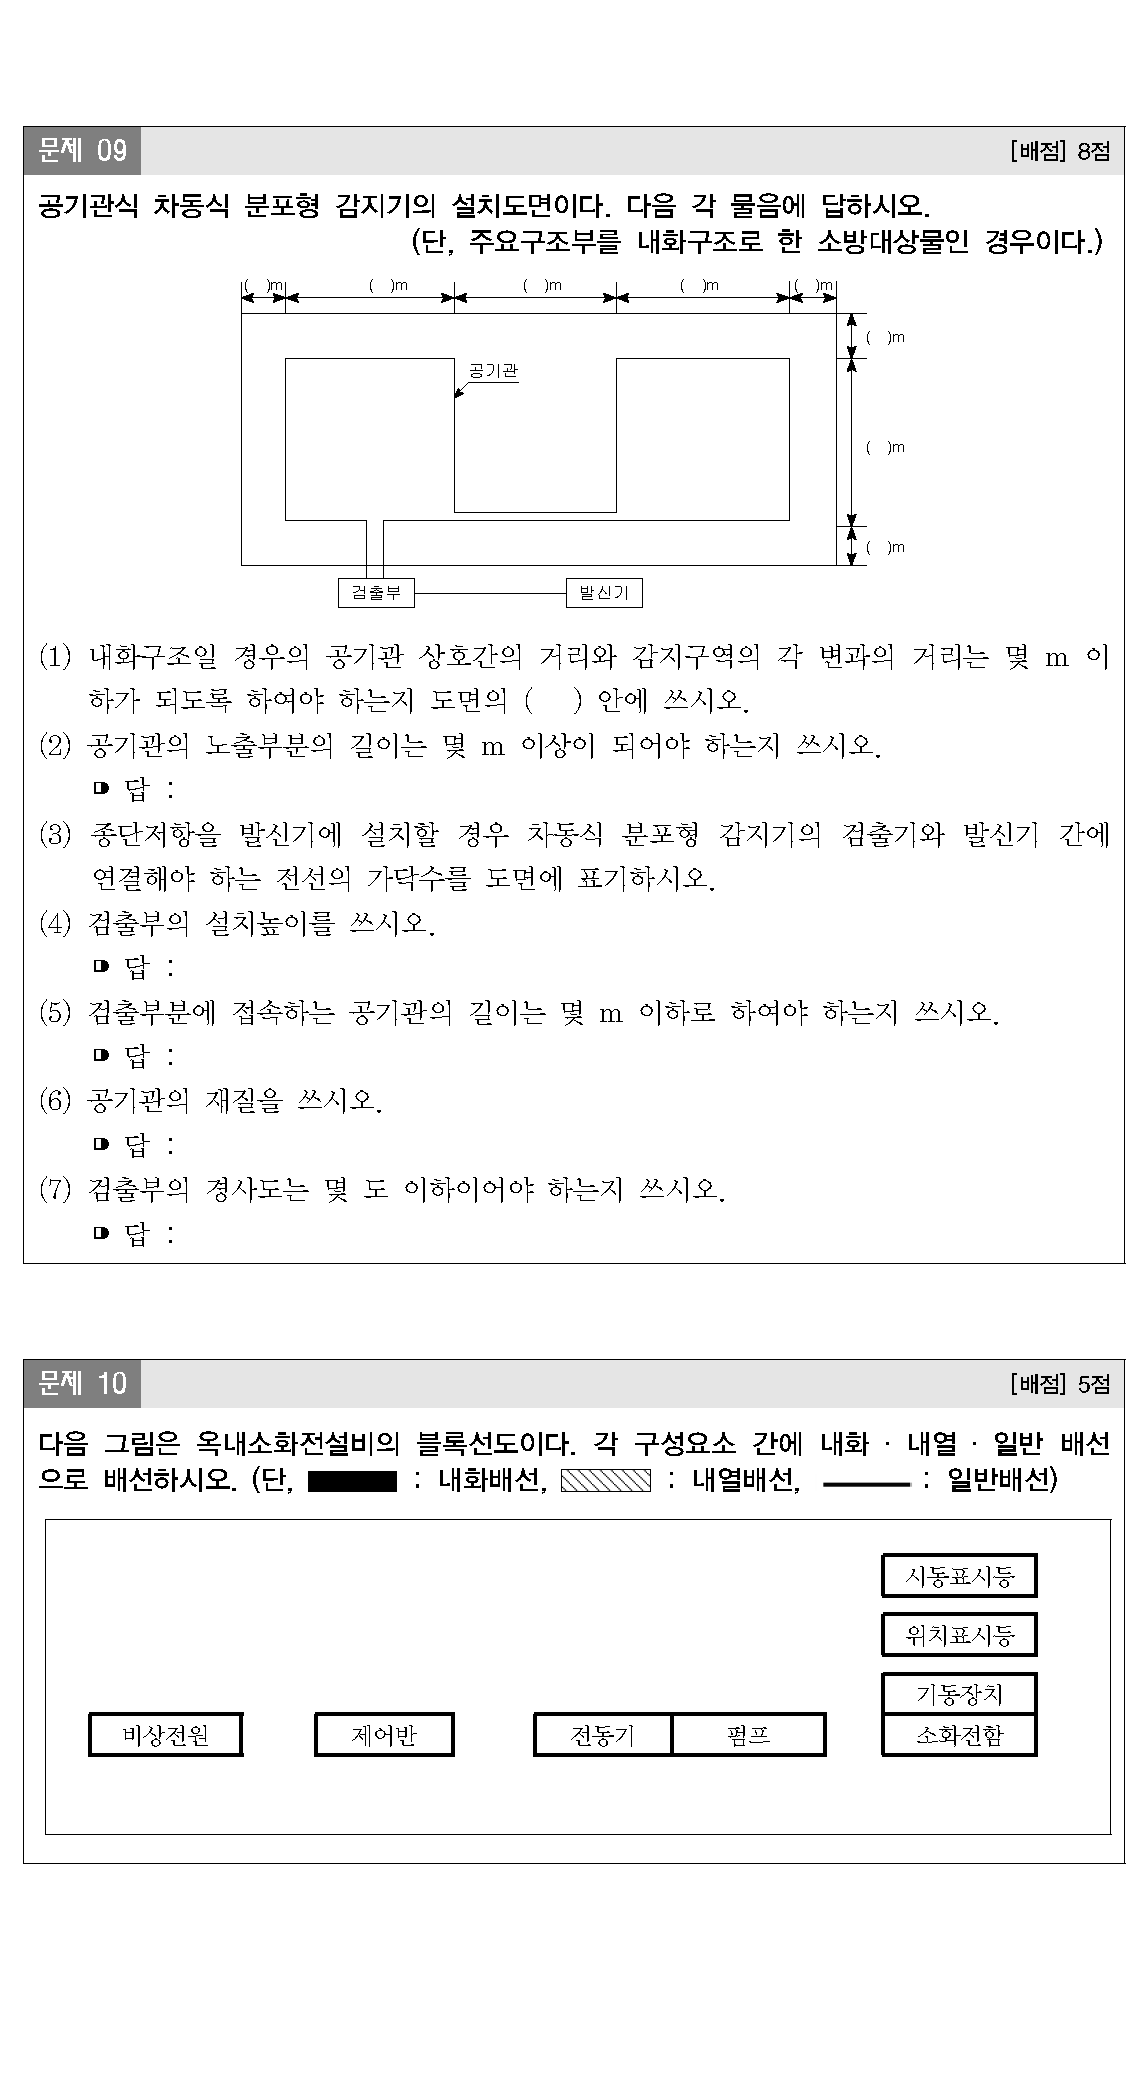 문제 09
[배점] 8점
공기관식 차동식 분포형 감지기의 설치도면이다. 다음 각 물음에 답하시오.
(단, 주요구조부를 내화구조로 한 소방대상물인 경우이다.)
( )m ( )m ( )m ( )m ( )m
( )m
공기관
( )m
( )m
검출부 발신기
(1) 내화구조일 경우의 공기관 상호간의 거리와 감지구역의 각 변과의 거리는 몇 m 이
하가 되도록 하여야 하는지 도면의 ( ) 안에 쓰시오.
(2) 공기관의 노출부분의 길이는 몇 m 이상이 되어야 하는지 쓰시오.
답 :
(3) 종단저항을 발신기에 설치할 경우 차동식 분포형 감지기의 검출기와 발신기 간에
연결해야 하는 전선의 가닥수를 도면에 표기하시오.
(4) 검출부의 설치높이를 쓰시오.
답 :
(5) 검출부분에 접속하는 공기관의 길이는 몇 m 이하로 하여야 하는지 쓰시오.
답 :
(6) 공기관의 재질을 쓰시오.
답 :
(7) 검출부의 경사도는 몇 도 이하이어야 하는지 쓰시오.
답 :
문제 10
[배점] 5점
다음 그림은 옥내소화전설비의 블록선도이다. 각 구성요소 간에 내화 · 내열 · 일반 배선
으로 배선하시오. (단, : 내화배선, : 내열배선, : 일반배선)
시동표시등
위치표시등
기동장치
비상전원 제어반 전동기 펌프 소화전함